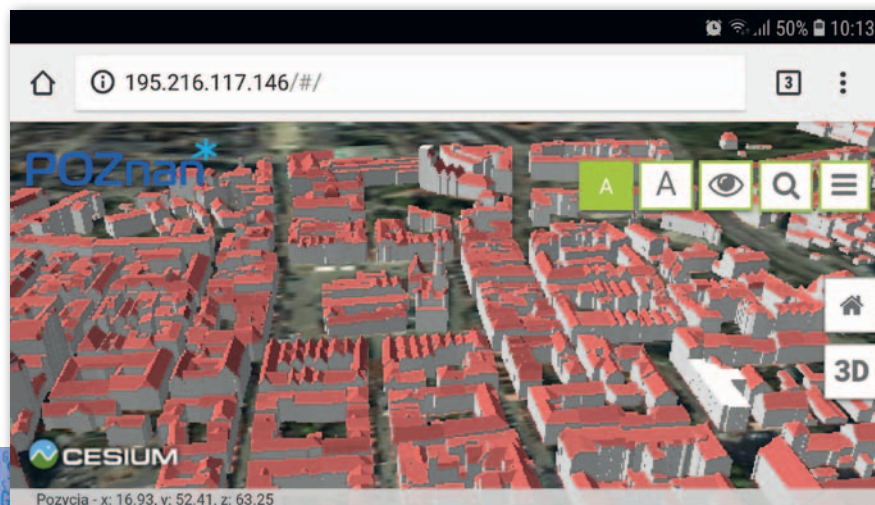 50% 10:13
195.216.117.146/#/
3
POZnan*
A A
3D
CESIUM
Pozycja - x: 16.93, y: 52.41, z: 63.25